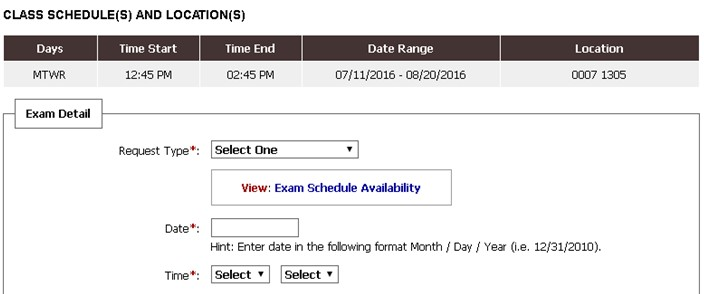 CLASS SCHEDULE(S) AND LOCATION(S)
Days Time Start Time End Date Range Location
MTWR 12:45 PM 02:45 PM 07/11/2016 - 08/20/2016 0007 1305
Exam Detail
Request Type*: Select One
View: Exam Schedule Availability
Date*:
Hint: Enter date in the following format Month / Day / Year (i.e. 12/31/2010).
Time*: Select Select